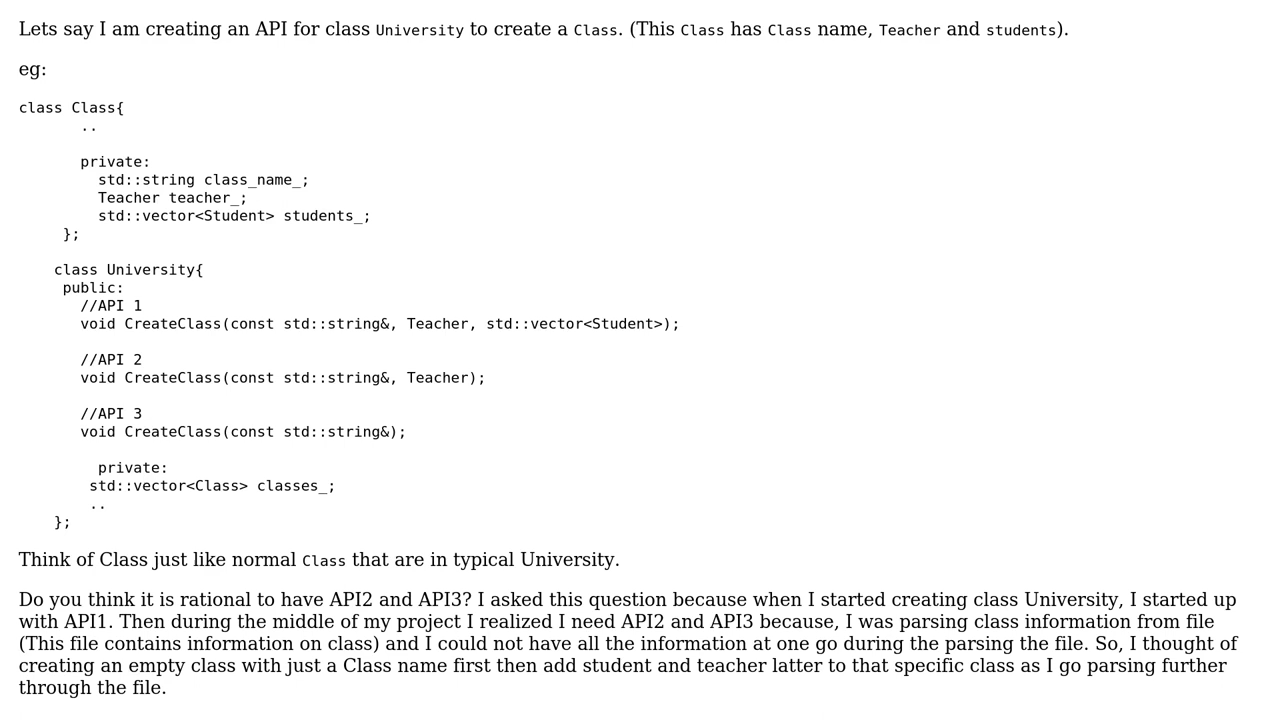 Lets say I am creating an API for class University to create a Class. (This Class has Class name, Teacher and students).
eg:
class Class{
..
private:
std::string class_name_;
Teacher teacher_;
std::vector<Student> students_;
};
class University{
public:
//API 1
void CreateClass(const std::string&, Teacher, std::vector<Student>);
//API 2
void CreateClass(const std::string&, Teacher);
//API 3
void CreateClass(const std::string&);
private:
std::vector<Class> classes_;
..
};
Think of Class just like normal Class that are in typical University.
Do you think it is rational to have API2 and API3? I asked this question because when I started creating class University, I started up
with API1. Then during the middle of my project I realized I need API2 and API3 because, I was parsing class information from file
(This file contains information on class) and I could not have all the information at one go during the parsing the file. So, I thought of
creating an empty class with just a Class name first then add student and teacher latter to that specific class as I go parsing further
through the file.